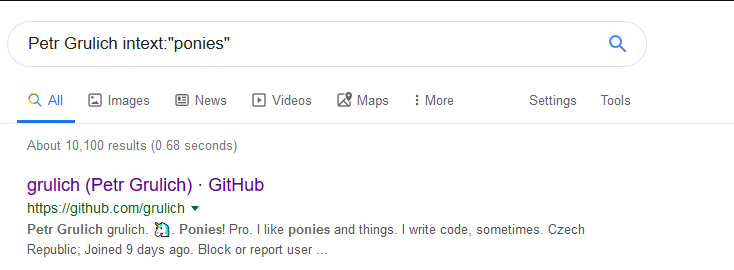 Petr Grulich intext:"ponies"
All Images News Videos Maps More Settings Tools
About 10,100 results (0.68 seconds)
grulich (Petr Grulich) · GitHub
https://github.com/grulich
Petr Grulich grulich. 🦄. Ponies! Pro. I like ponies and things. I write code, sometimes. Czech
Republic; Joined 9 days ago. Block or report user ...